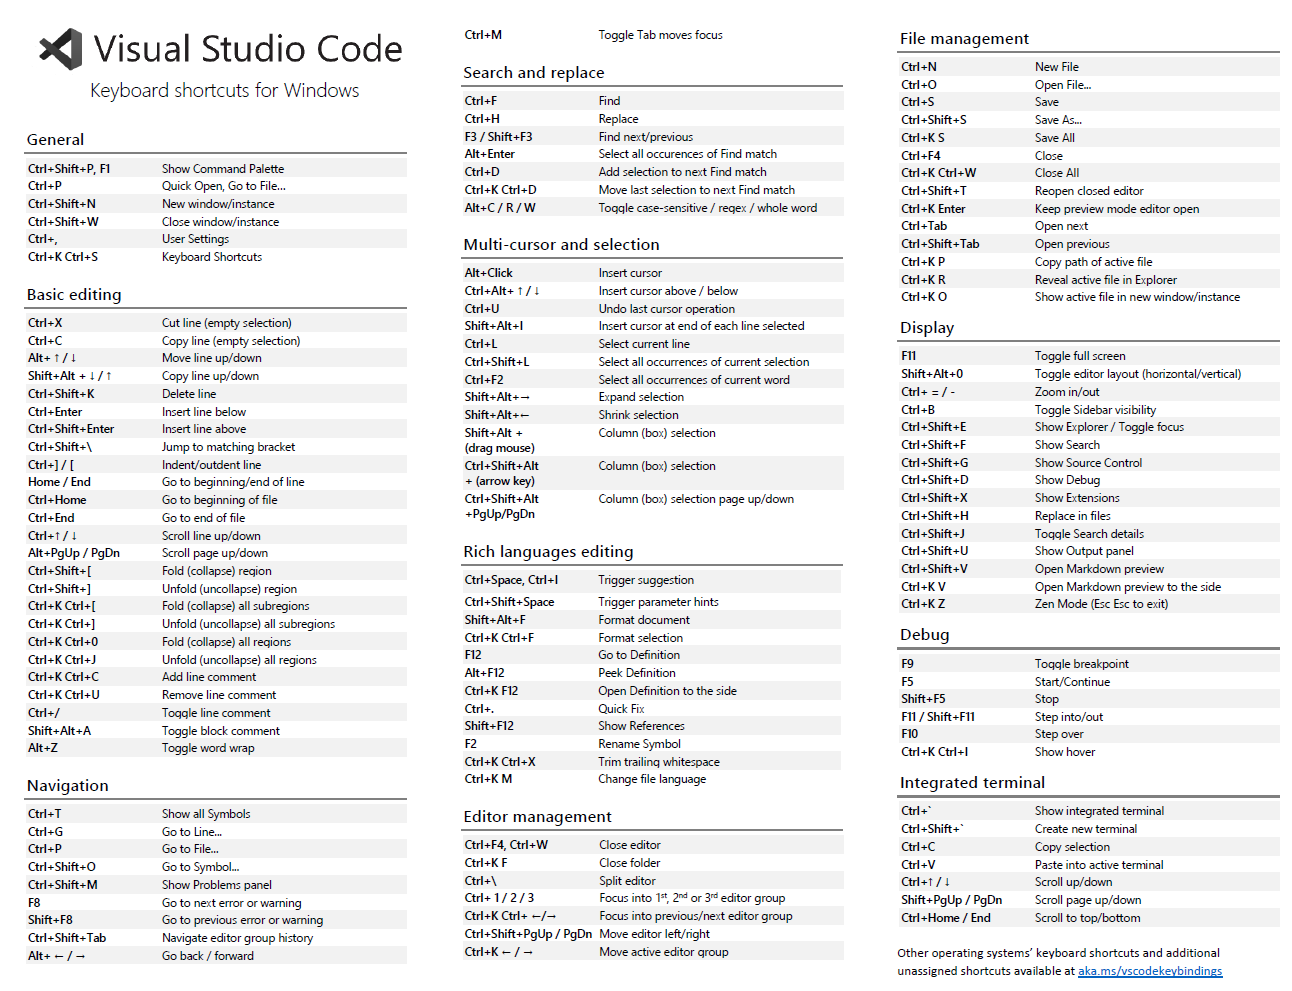 Visual Studio Code
Keyboard shortcuts for Windows
General
Ctrl+Shift+P, F1 Show Command Palette
Ctrl+P Quick Open, Go to File...
Ctrl+Shift+N New window/instance
Ctrl+Shift+W Close window/instance
Ctrl+, User Settings
Ctrl+K Ctrl+S Keyboard Shortcuts
Basic editing
Ctrl+X Cut line (empty selection)
Ctrl+C Copy line (empty selection)
Alt+ ↑ / ↓ Move line up/down
Shift+Alt + ↓ / ↑ Copy line up/down
Ctrl+Shift+K Delete line
Ctrl+Enter Insert line below
Ctrl+Shift+Enter Insert line above
Ctrl+Shift+\ Jump to matching bracket
Ctrl+] / [ Indent/outdent line
Home / End Go to beginning/end of line
Ctrl+Home Go to beginning of file
Ctrl+End Go to end of file
Ctrl+↑ / ↓ Scroll line up/down
Alt+PgUp / PgDn Scroll page up/down
Ctrl+Shift+[ Fold (collapse) region
Ctrl+Shift+] Unfold (uncollapse) region
Ctrl+K Ctrl+[ Fold (collapse) all subregions
Ctrl+K Ctrl+] Unfold (uncollapse) all subregions
Ctrl+K Ctrl+0 Fold (collapse) all regions
Ctrl+K Ctrl+J Unfold (uncollapse) all regions
Ctrl+K Ctrl+C Add line comment
Ctrl+K Ctrl+U Remove line comment
Ctrl+/ Toggle line comment
Shift+Alt+A Toggle block comment
Alt+Z Toggle word wrap
Navigation
Ctrl+T Show all Symbols
Ctrl+G Go to Line...
Ctrl+P Go to File...
Ctrl+Shift+O Go to Symbol...
Ctrl+Shift+M Show Problems panel
F8 Go to next error or warning
Shift+F8 Go to previous error or warning
Ctrl+Shift+Tab Navigate editor group history
Alt+ ← / → Go back / forward
Ctrl+M Toggle Tab moves focus
Search and replace
Ctrl+F Find
Ctrl+H Replace
F3 / Shift+F3 Find next/previous
Alt+Enter Select all occurences of Find match
Ctrl+D Add selection to next Find match
Ctrl+K Ctrl+D Move last selection to next Find match
Alt+C / R / W Toggle case-sensitive / regex / whole word
Multi-cursor and selection
Alt+Click Insert cursor
Ctrl+Alt+ ↑ / ↓ Insert cursor above / below
Ctrl+U Undo last cursor operation
Shift+Alt+I Insert cursor at end of each line selected
Ctrl+L Select current line
Ctrl+Shift+L Select all occurrences of current selection
Ctrl+F2 Select all occurrences of current word
Shift+Alt+→ Expand selection
Shift+Alt+← Shrink selection
Shift+Alt + Column (box) selection
(drag mouse)
Ctrl+Shift+Alt Column (box) selection
+ (arrow key)
Ctrl+Shift+Alt Column (box) selection page up/down
+PgUp/PgDn
Rich languages editing
Ctrl+Space, Ctrl+I Trigger suggestion
Ctrl+Shift+Space Trigger parameter hints
Shift+Alt+F Format document
Ctrl+K Ctrl+F Format selection
F12 Go to Definition
Alt+F12 Peek Definition
Ctrl+K F12 Open Definition to the side
Ctrl+. Quick Fix
Shift+F12 Show References
F2 Rename Symbol
Ctrl+K Ctrl+X Trim trailing whitespace
Ctrl+K M Change file language
Editor management
Ctrl+F4, Ctrl+W Close editor
Ctrl+K F Close folder
Ctrl+\ Split editor
Ctrl+ 1 / 2 / 3 Focus into 1st, 2nd or 3rd editor group
Ctrl+K Ctrl+ ←/→ Focus into previous/next editor group
Ctrl+Shift+PgUp / PgDn Move editor left/right
Ctrl+K ← / → Move active editor group
File management
Ctrl+N New File
Ctrl+O Open File...
Ctrl+S Save
Ctrl+Shift+S Save As...
Ctrl+K S Save All
Ctrl+F4 Close
Ctrl+K Ctrl+W Close All
Ctrl+Shift+T Reopen closed editor
Ctrl+K Enter Keep preview mode editor open
Ctrl+Tab Open next
Ctrl+Shift+Tab Open previous
Ctrl+K P Copy path of active file
Ctrl+K R Reveal active file in Explorer
Ctrl+K O Show active file in new window/instance
Display
F11 Toggle full screen
Shift+Alt+0 Toggle editor layout (horizontal/vertical)
Ctrl+ = / - Zoom in/out
Ctrl+B Toggle Sidebar visibility
Ctrl+Shift+E Show Explorer / Toggle focus
Ctrl+Shift+F Show Search
Ctrl+Shift+G Show Source Control
Ctrl+Shift+D Show Debug
Ctrl+Shift+X Show Extensions
Ctrl+Shift+H Replace in files
Ctrl+Shift+J Toggle Search details
Ctrl+Shift+U Show Output panel
Ctrl+Shift+V Open Markdown preview
Ctrl+K V Open Markdown preview to the side
Ctrl+K Z Zen Mode (Esc Esc to exit)
Debug
F9 Toggle breakpoint
F5 Start/Continue
Shift+F5 Stop
F11 / Shift+F11 Step into/out
F10 Step over
Ctrl+K Ctrl+I Show hover
Integrated terminal
Ctrl+` Show integrated terminal
Ctrl+Shift+` Create new terminal
Ctrl+C Copy selection
Ctrl+V Paste into active terminal
Ctrl+↑ / ↓ Scroll up/down
Shift+PgUp / PgDn Scroll page up/down
Ctrl+Home / End Scroll to top/bottom
Other operating systems' keyboard shortcuts and additional
unassigned shortcuts available at aka.ms/vscodekeybindings